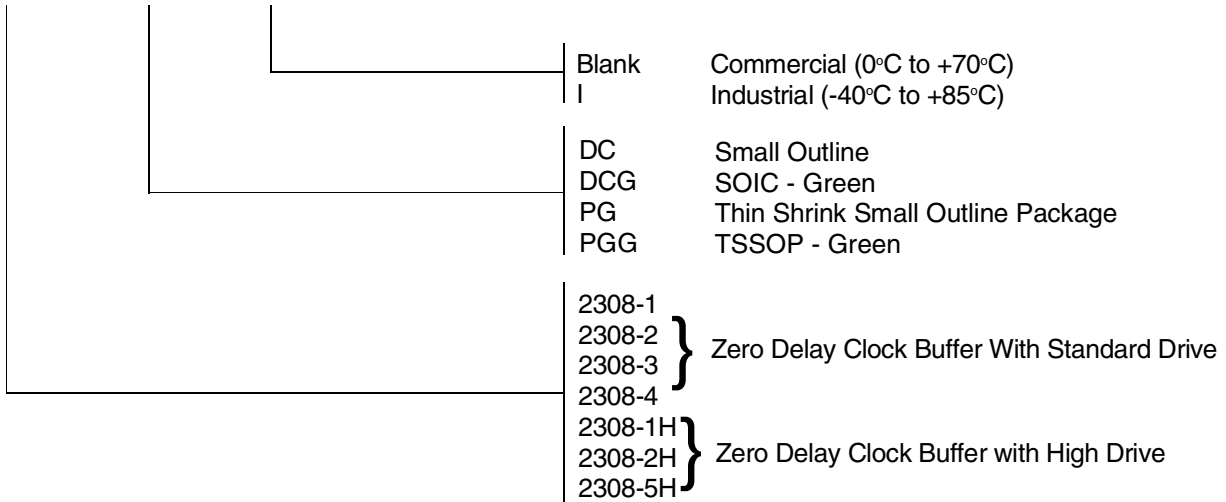 Blank Commercial (0°C to +70°C)
I Industrial (-40°C to +85°C)
DC Small Outline
DCG SOIC - Green
PG Thin Shrink Small Outline Package
PGG TSSOP - Green
2308-1
2308-2
2308-3
2308-4
} Zero Delay Clock Buffer With Standard Drive
2308-1H
2308-2H
2308-5H
} Zero Delay Clock Buffer with High Drive